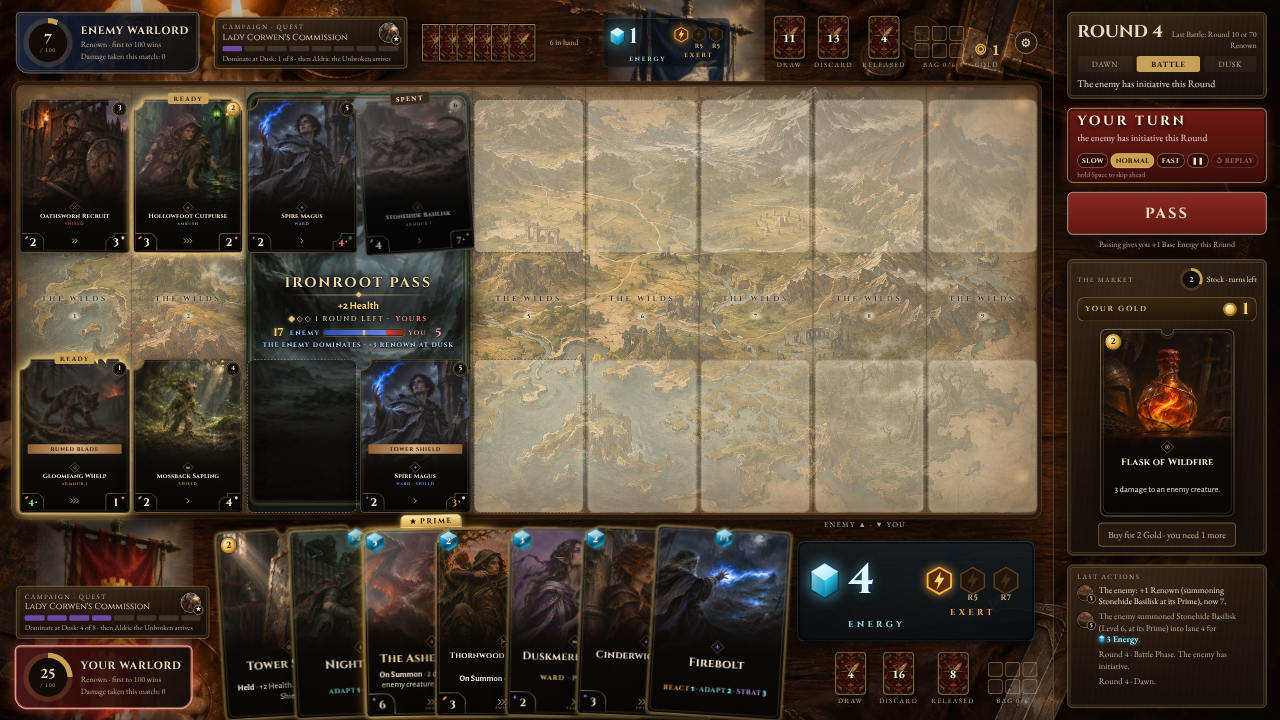 7
/ 100
ENEMY WARLORD
Renown · first to 100 wins
Damage taken this match: 0
CAMPAIGN · QUEST
LADY CORWEN'S COMMISSION
Dominate at Dusk: 1 of 8 · then Aldric the Unbroken arrives
6 in hand
1
ENERGY
R5
R5
EXERT
11
DRAW
13
DISCARD
4
RELEASED
BAG 0/6
1
GOLD
ROUND 4
Last Battle: Round 10 or 70 Renown
DAWN
BATTLE
DUSK
The enemy has initiative this Round
YOUR TURN
the enemy has initiative this Round
SLOW
NORMAL
FAST
REPLAY
hold Space to skip ahead
PASS
Passing gives you +1 Base Energy this Round
THE MARKET
2
Stock · turns left
YOUR GOLD
1
2
FLASK OF WILDFIRE
3 damage to an enemy creature.
Buy for 2 Gold · you need 1 more
LAST ACTIONS
The enemy: +1 Renown (summoning Stonehide Basilisk at its Prime), now 7.
The enemy summoned Stonehide Basilisk (Level 6, at its Prime) into lane 4 for 3 Energy.
Round 4 · Battle Phase. The enemy has initiative.
Round 4 · Dawn.
3
OATHSWORN RECRUIT
SHIELD
2
3
READY
2
HOLLOWFOOT CUTPURSE
AMBUSH
3
2
5
SPIRE MAGUS
WARD
2
4
SPENT
6
STONEHIDE BASILISK
ARMOUR 1
4
7
THE WILDS
1
THE WILDS
2
IRONROOT PASS
+2 Health
1 ROUND LEFT · YOURS
17 ENEMY
YOU 5
THE ENEMY DOMINATES · +3 RENOWN AT DUSK
THE WILDS
5
THE WILDS
6
THE WILDS
7
THE WILDS
8
THE WILDS
9
READY
1
RUNED BLADE
GLOOMFANG WHELP
ARMOUR 1
4
1
4
MOSSBACK SAPLING
SHIELD
2
4
5
TOWER SHIELD
SPIRE MAGUS
WARD · SHIELD
2
3
ENEMY ▲ · ▼ YOU
CAMPAIGN · QUEST
LADY CORWEN'S COMMISSION
Dominate at Dusk: 4 of 8 · then Aldric the Unbroken arrives
25
/ 100
YOUR WARLORD
Renown · first to 100 wins
Damage taken this match: 0
2
TOWER
Held · +2 Health
NIGHT
ADAPT
★ PRIME
3
THE ASHE
On Summon
enemy creature
6
2
THORNWOOD
On Summon
3
3
DUSKMER
WARD
2
2
CINDERWI
3
FIREBOLT
REACT 1 · ADAPT 2 · STRAT 3
4
ENERGY
R5
R7
EXERT
4
DRAW
16
DISCARD
8
RELEASED
BAG 0/6